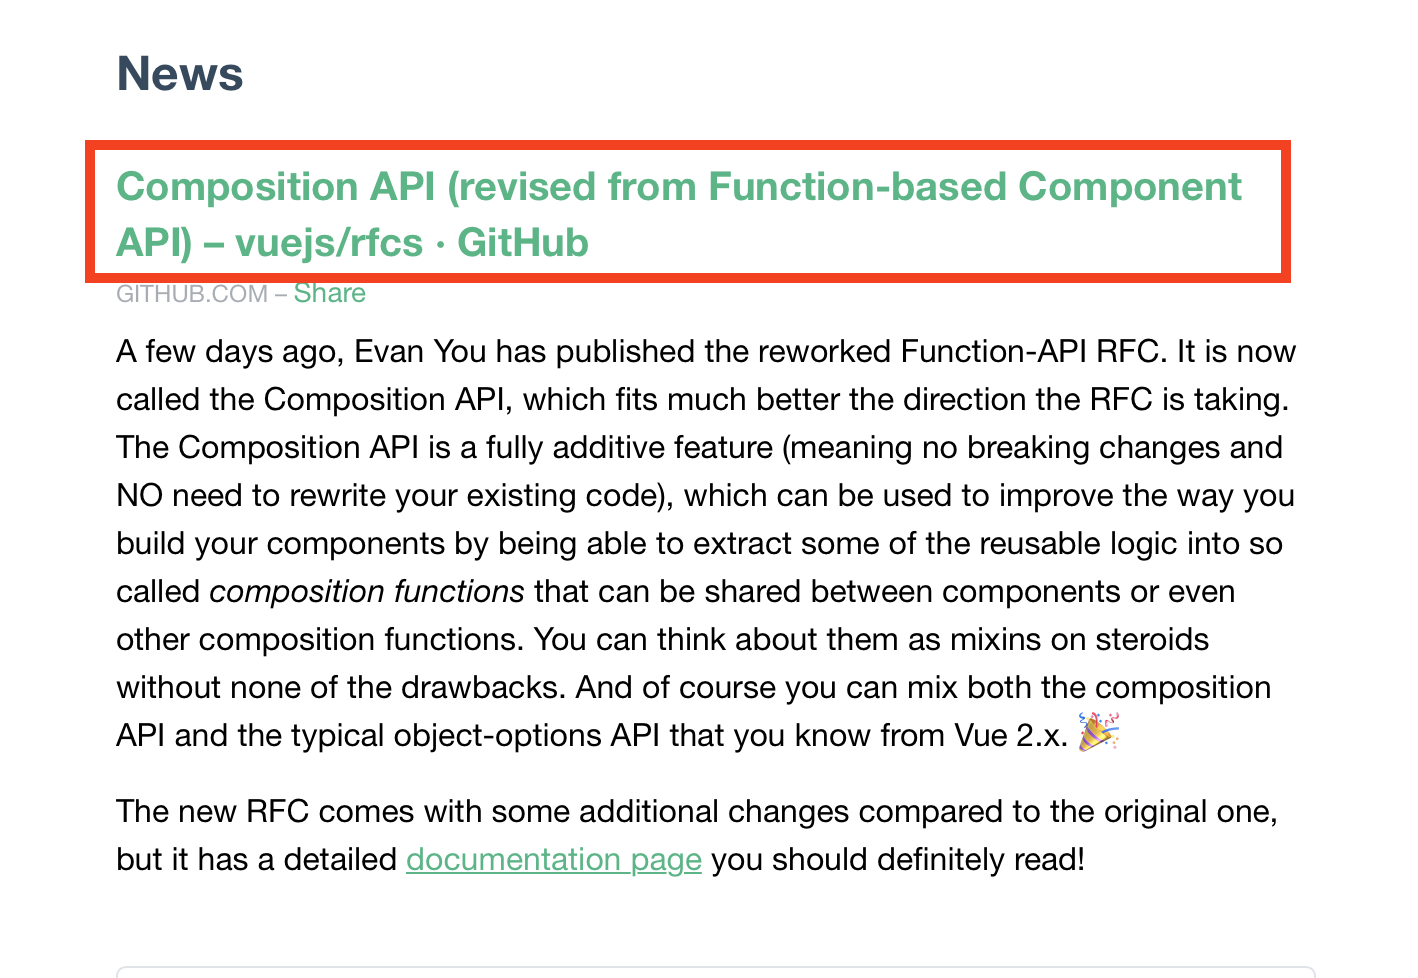 News
Composition API (revised from Function-based Component
API) – vuejs/rfcs · GitHub
GITHUB.COM – Share
A few days ago, Evan You has published the reworked Function-API RFC. It is now
called the Composition API, which fits much better the direction the RFC is taking.
The Composition API is a fully additive feature (meaning no breaking changes and
NO need to rewrite your existing code), which can be used to improve the way you
build your components by being able to extract some of the reusable logic into so
called composition functions that can be shared between components or even
other composition functions. You can think about them as mixins on steroids
without none of the drawbacks. And of course you can mix both the composition
API and the typical object-options API that you know from Vue 2.x. 🎉
The new RFC comes with some additional changes compared to the original one,
but it has a detailed documentation page you should definitely read!